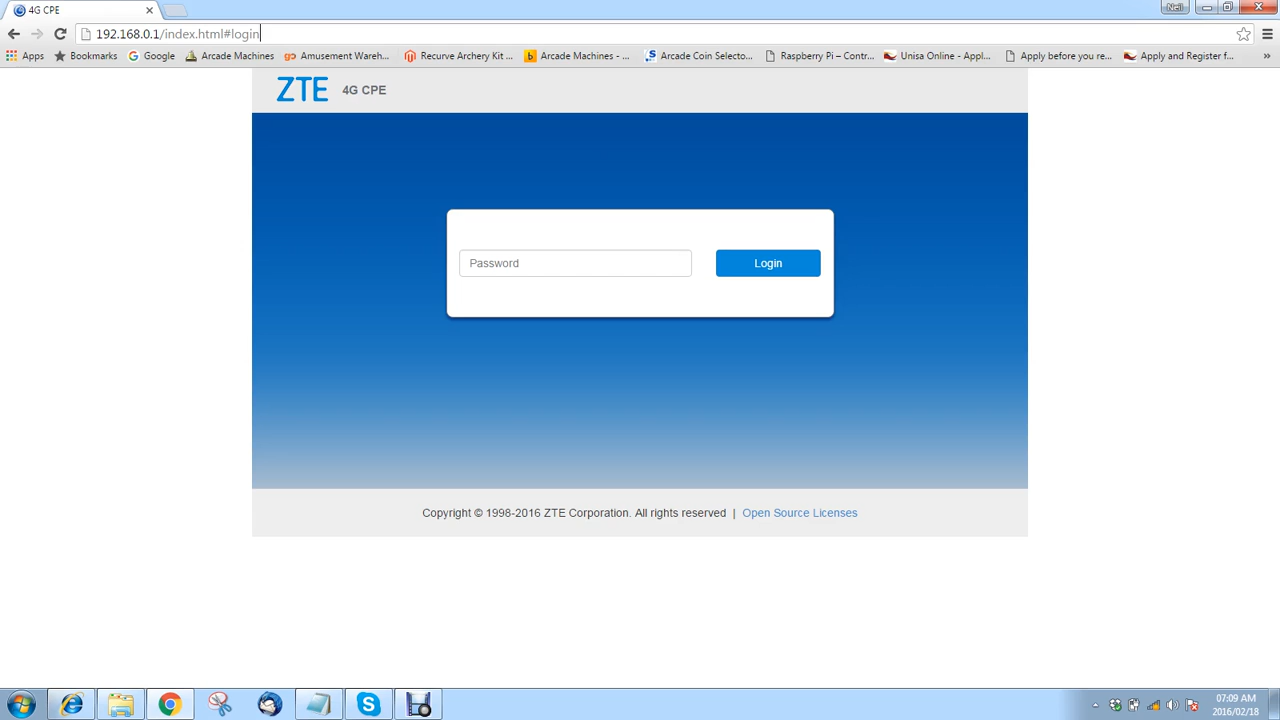 4G CPE
Neil
192.168.0.1/index.html#login
Apps Bookmarks Google Arcade Machines Amusement Wareh... Recurve Archery Kit ... Arcade Machines - ... Arcade Coin Selecto... Raspberry Pi – Contr... Unisa Online - Appl... Apply before you re... Apply and Register f... »
ZTE 4G CPE
Password Login
Copyright © 1998-2016 ZTE Corporation. All rights reserved | Open Source Licenses
07:09 AM
2016/02/18